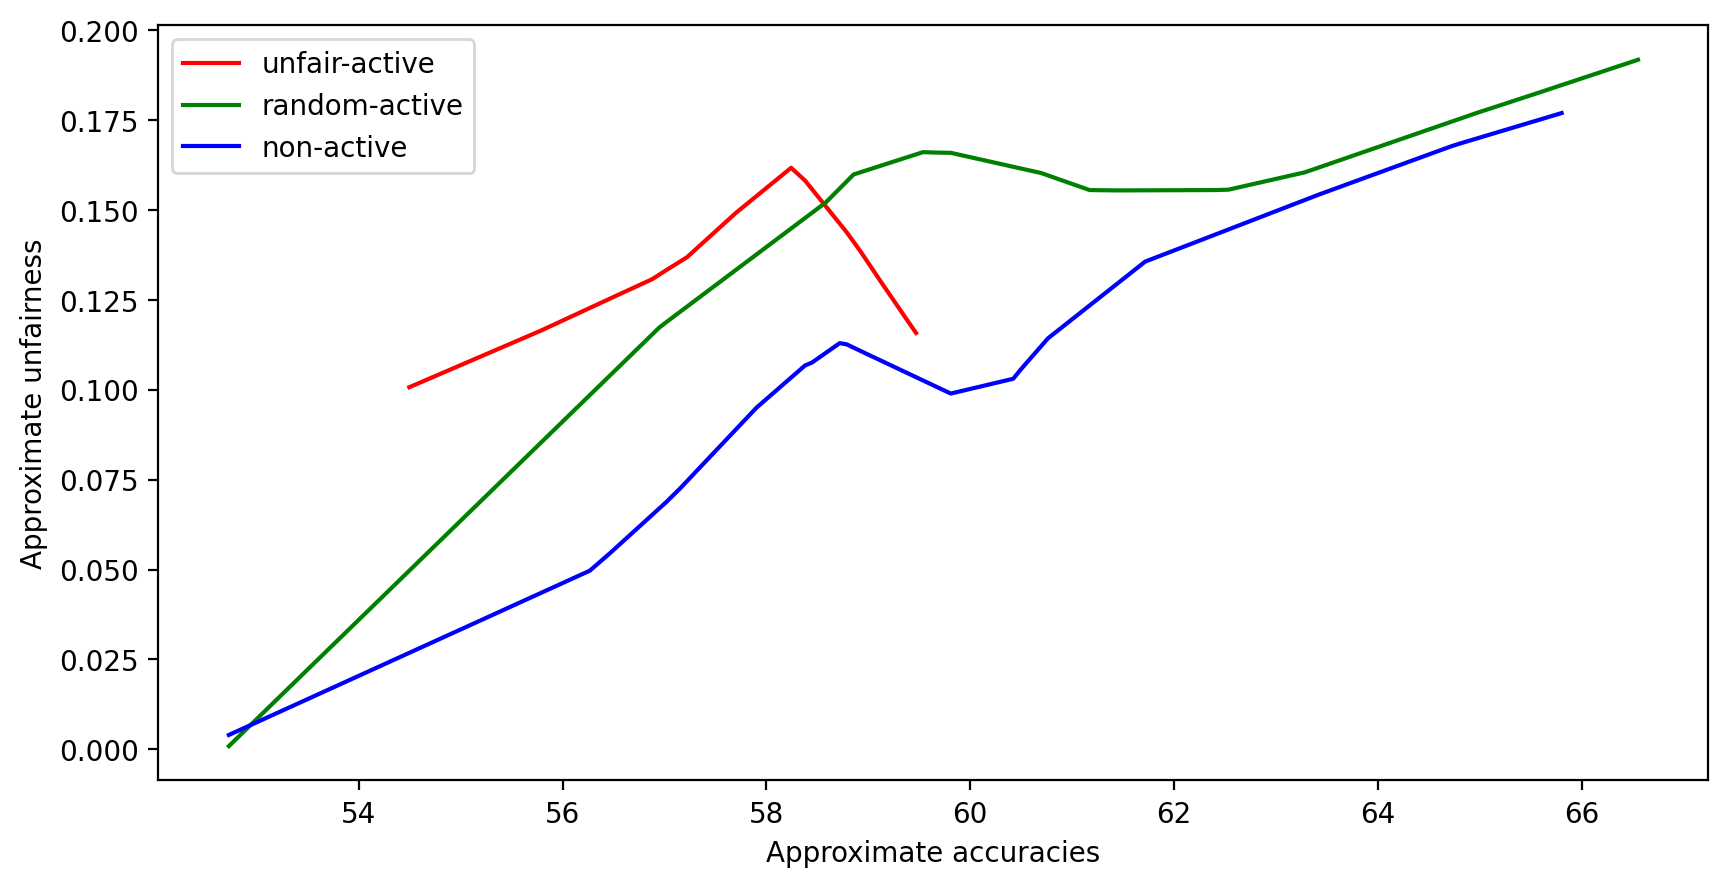 0.200
0.175
0.150
0.125
0.100
0.075
0.050
0.025
0.000
Approximate unfairness
unfair-active
random-active
non-active
54 56 58 60 62 64 66
Approximate accuracies